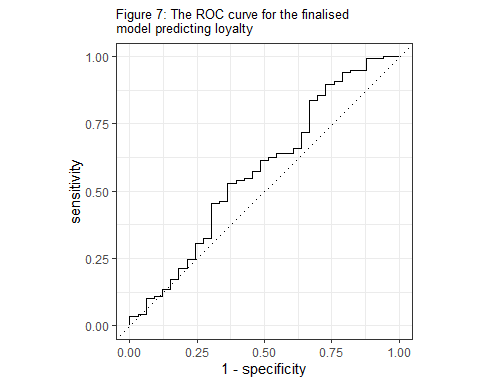 Figure 7: The ROC curve for the finalised
model predicting loyalty
1.00
0.75
0.50
0.25
0.00
sensitivity
0.00 0.25 0.50 0.75 1.00
1 - specificity